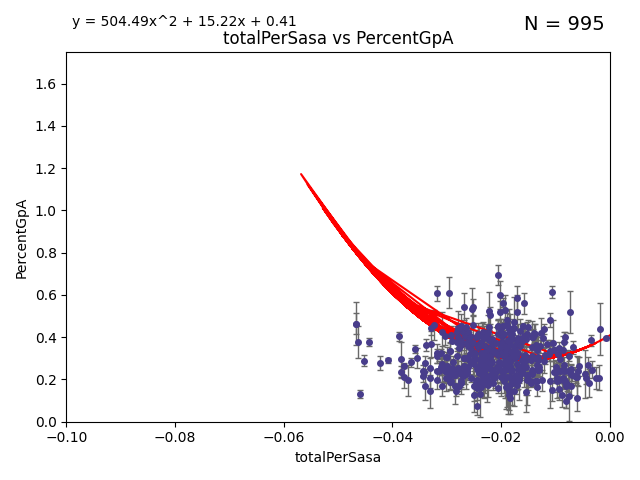 y = 504.49x^2 + 15.22x + 0.41
N = 995
totalPerSasa vs PercentGpA
PercentGpA
1.6
1.4
1.2
1.0
0.8
0.6
0.4
0.2
0.0
−0.10 −0.08 −0.06 −0.04 −0.02 0.00
totalPerSasa